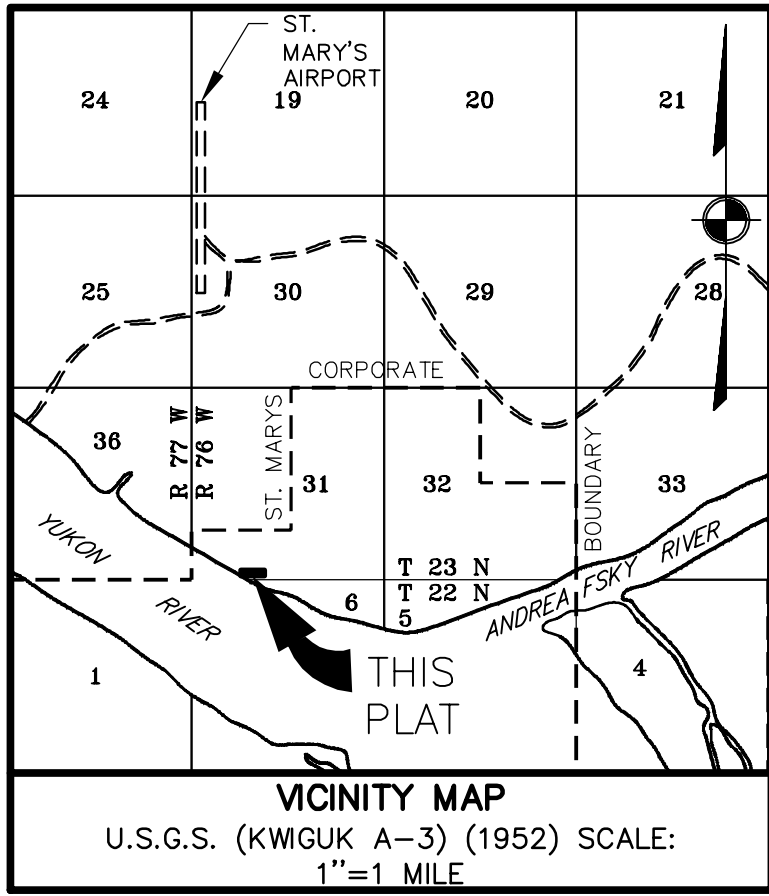 ST.
MARY'S
AIRPORT
24
19
20
21
25
30
29
28
CORPORATE
36
R 77 W
R 76 W
ST. MARYS
31
32
BOUNDARY
33
YUKON
RIVER
T 23 N
T 22 N
6
5
ANDREAFSKY RIVER
1
4
THIS
PLAT
VICINITY MAP
U.S.G.S. (KWIGUK A-3) (1952) SCALE:
1"=1 MILE